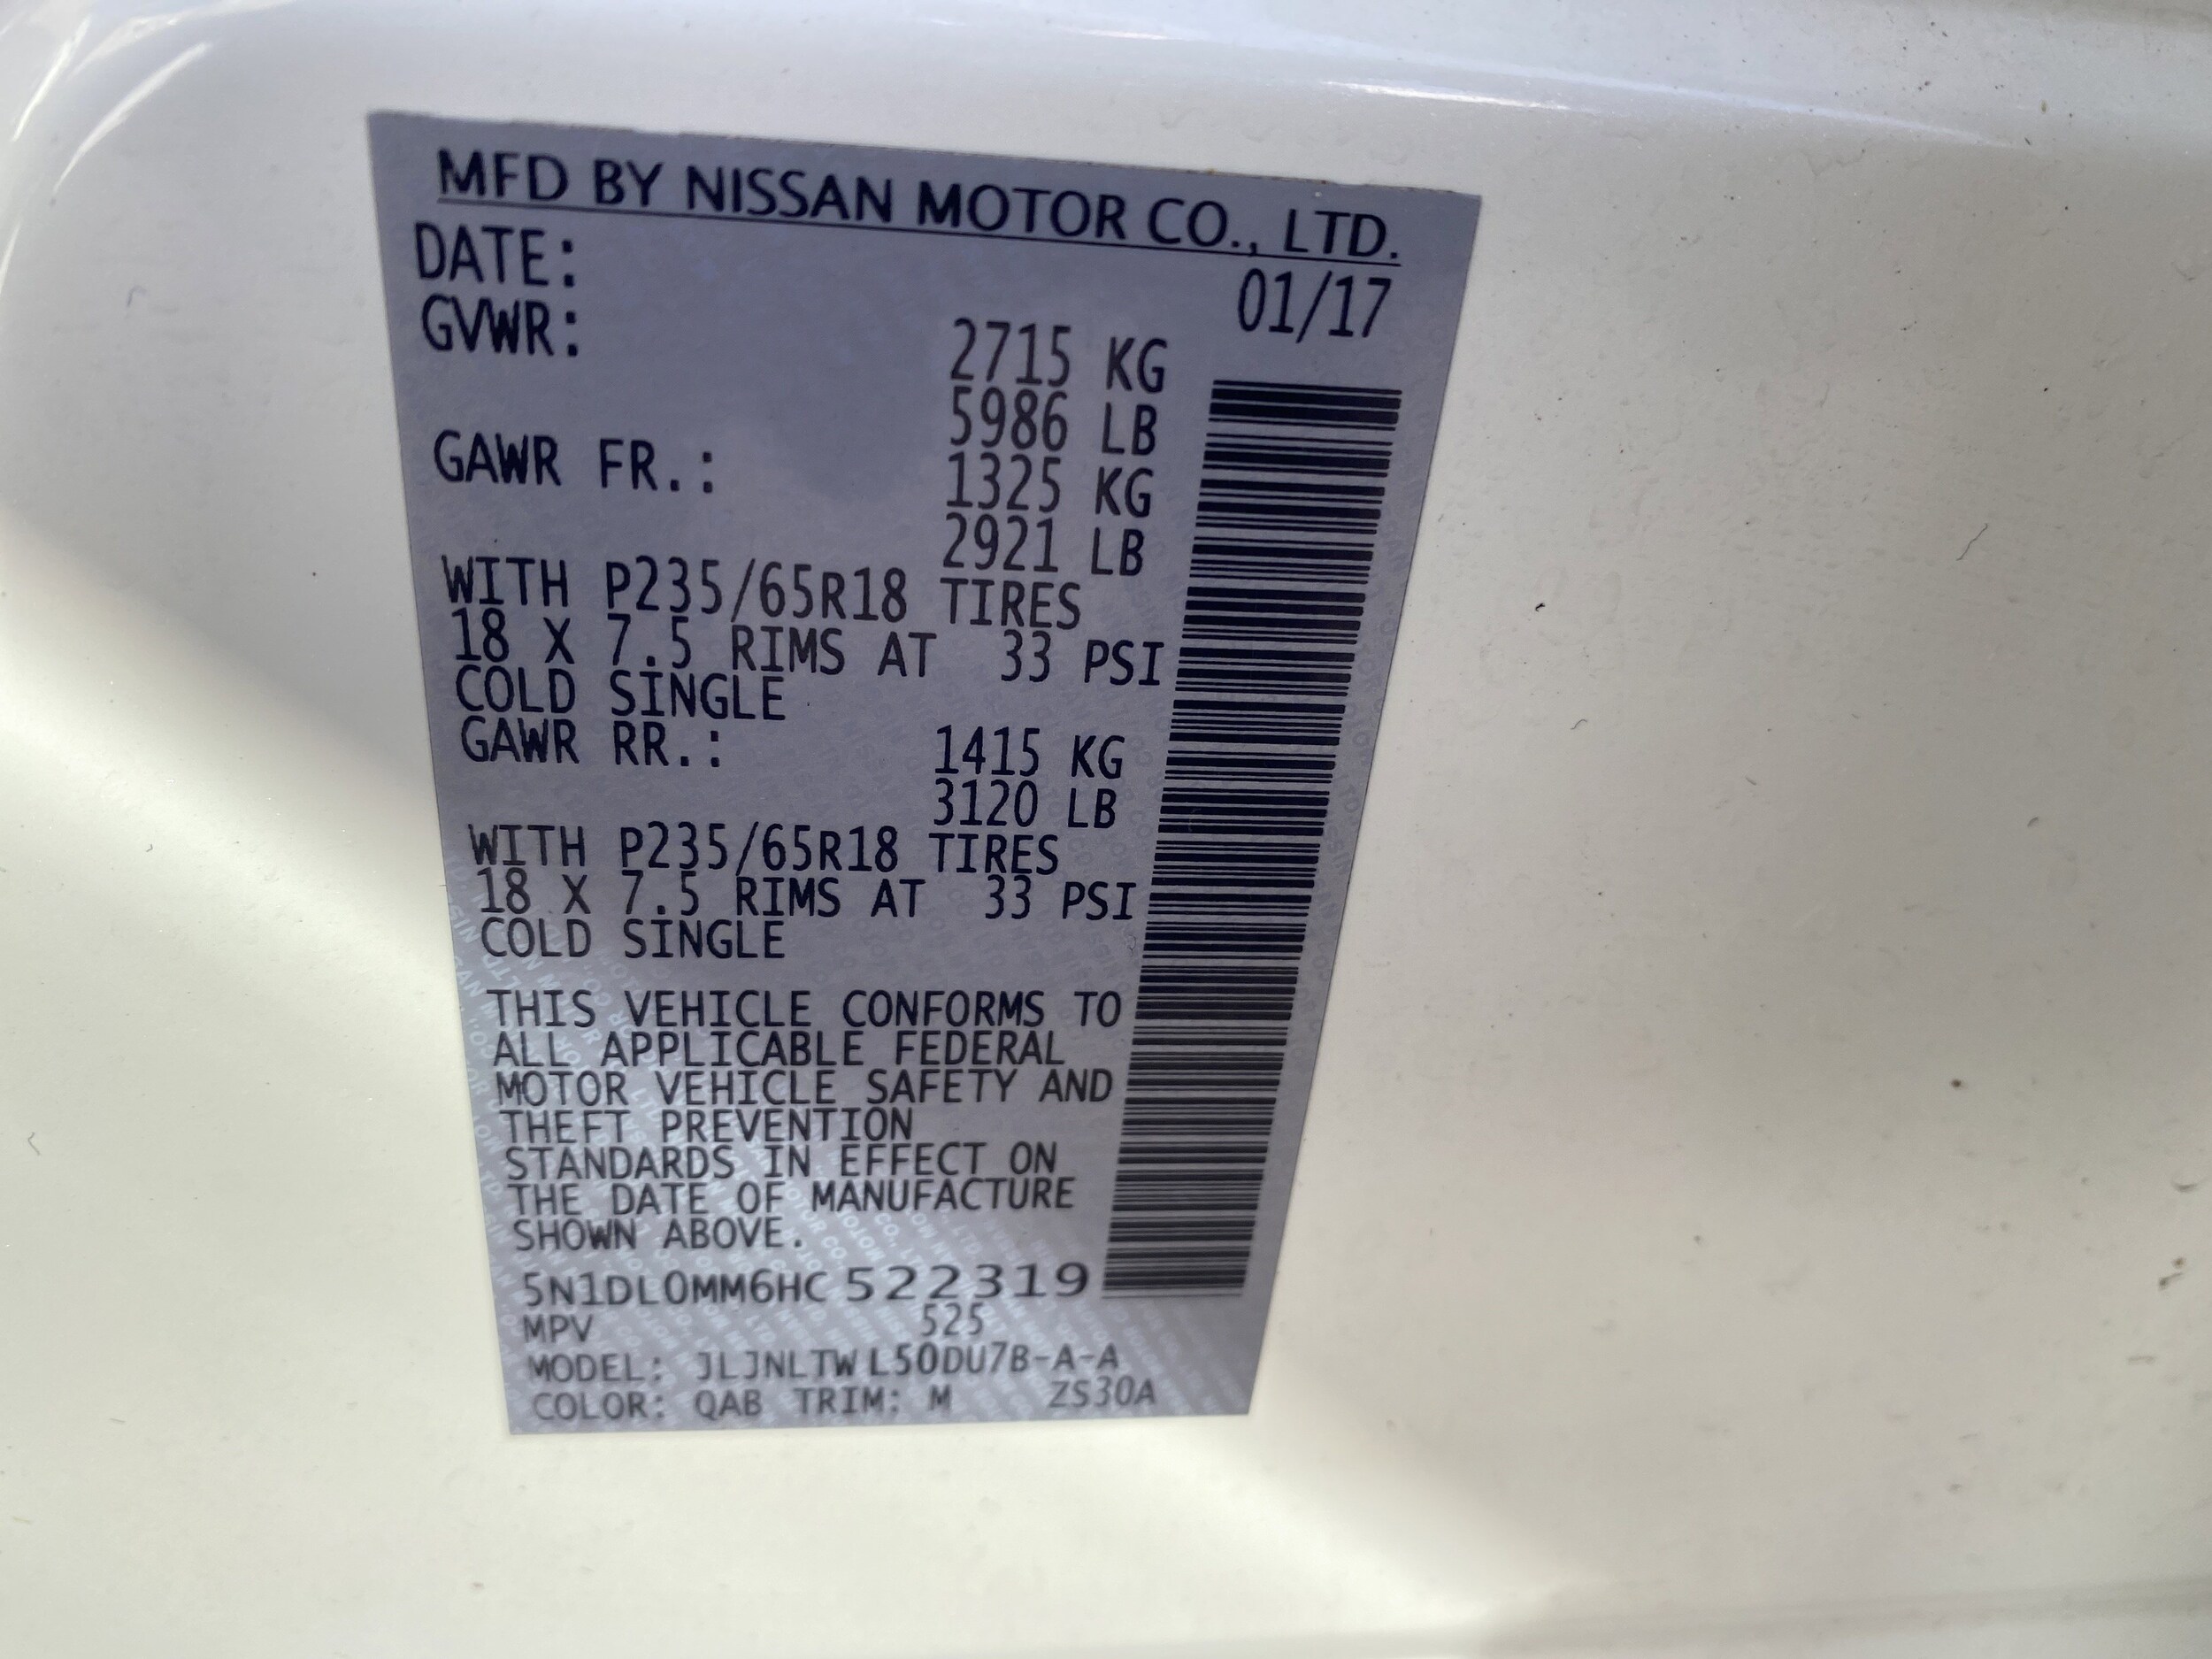 MFD BY NISSAN MOTOR CO., LTD.
DATE: 01/17
GVWR: 2715 KG
5986 LB
GAWR FR.: 1325 KG
2921 LB
WITH P235/65R18 TIRES
18 X 7.5 RIMS AT 33 PSI
COLD SINGLE
GAWR RR.: 1415 KG
3120 LB
WITH P235/65R18 TIRES
18 X 7.5 RIMS AT 33 PSI
COLD SINGLE
THIS VEHICLE CONFORMS TO
ALL APPLICABLE FEDERAL
MOTOR VEHICLE SAFETY AND
THEFT PREVENTION
STANDARDS IN EFFECT ON
THE DATE OF MANUFACTURE
SHOWN ABOVE.
5N1DL0MM6HC522319
MPV 525
MODEL: JLJNLTWL50DU7B-A-A
COLOR: QAB TRIM: M ZS30A